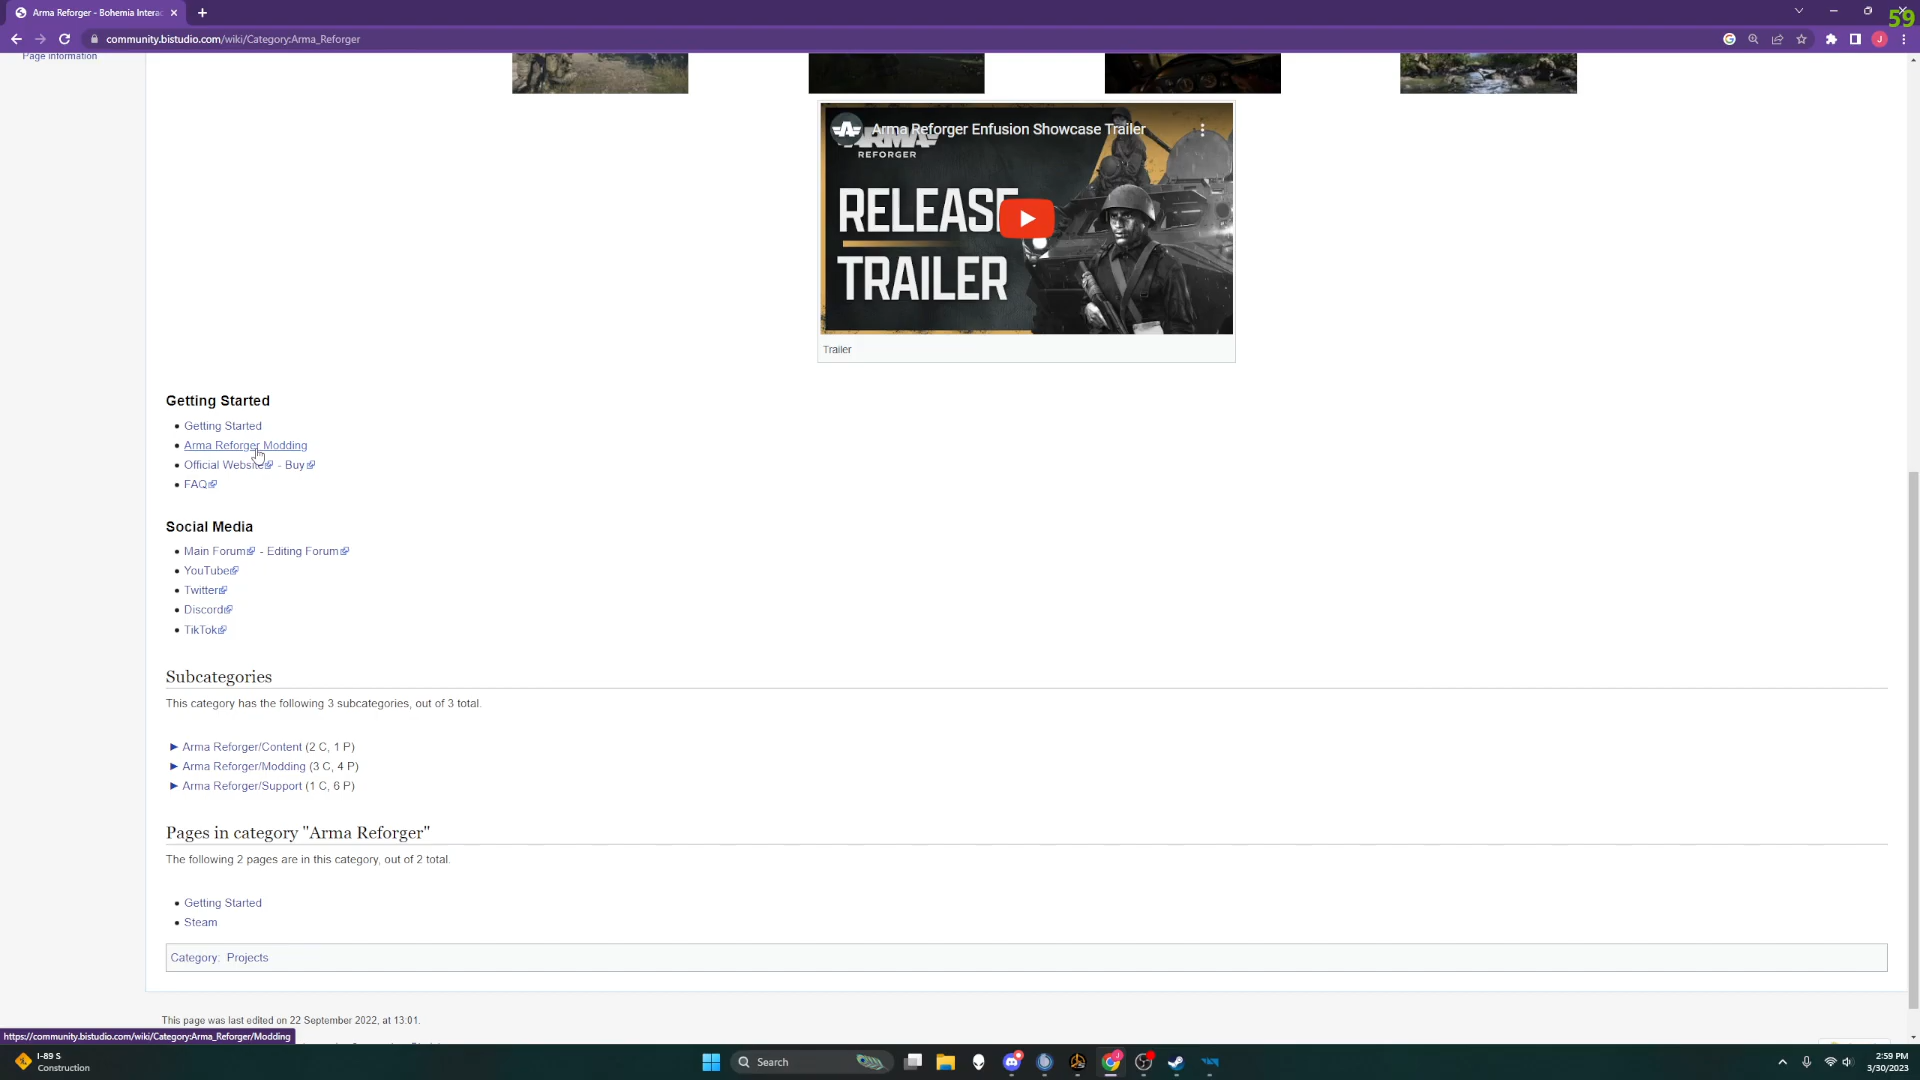 Arma Reforger - Bohemia Interac
59
community.bistudio.com/wiki/Category:Arma_Reforger
J
Page information
Arma Reforger Enfusion Showcase Trailer
ARMA
REFORGER
RELEASE
TRAILER
Trailer
Getting Started
Getting Started
Arma Reforger Modding
Official Website - Buy
FAQ
Social Media
Main Forum - Editing Forum
YouTube
Twitter
Discord
TikTok
Subcategories
This category has the following 3 subcategories, out of 3 total.
► Arma Reforger/Content (2 C, 1 P)
► Arma Reforger/Modding (3 C, 4 P)
► Arma Reforger/Support (1 C, 6 P)
Pages in category "Arma Reforger"
The following 2 pages are in this category, out of 2 total.
Getting Started
Steam
Category: Projects
This page was last edited on 22 September 2022, at 13:01.
https://community.bistudio.com/wiki/Category:Arma_Reforger/Modding
I-89 S
Construction
Search
2:59 PM
3/30/2023